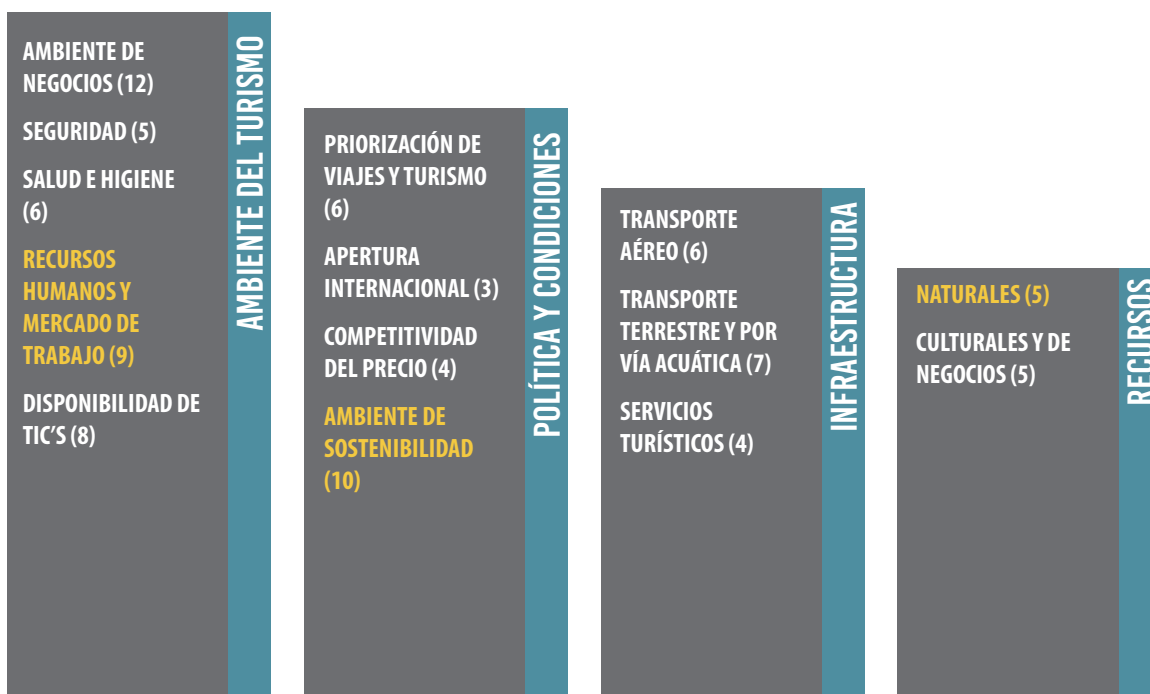 AMBIENTE DE
NEGOCIOS (12)
SEGURIDAD (5)
SALUD E HIGIENE
(6)
RECURSOS
HUMANOS Y
MERCADO DE
TRABAJO (9)
DISPONIBILIDAD DE
TIC'S (8)
AMBIENTE DEL TURISMO
PRIORIZACIÓN DE
VIAJES Y TURISMO
(6)
APERTURA
INTERNACIONAL (3)
COMPETITIVIDAD
DEL PRECIO (4)
AMBIENTE DE
SOSTENIBILIDAD
(10)
POLÍTICA Y CONDICIONES
TRANSPORTE
AÉREO (6)
TRANSPORTE
TERRESTRE Y POR
VÍA ACUÁTICA (7)
SERVICIOS
TURÍSTICOS (4)
INFRAESTRUCTURA
NATURALES (5)
CULTURALES Y DE
NEGOCIOS (5)
RECURSOS